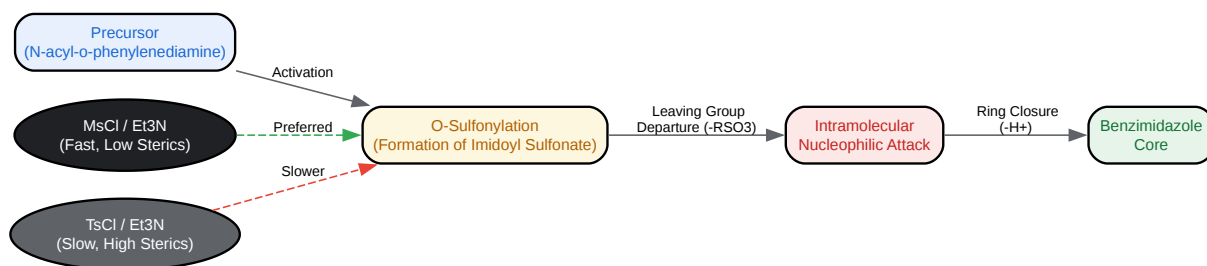 Precursor
(N-acyl-o-phenylenediamine)
Activation
MsCl / Et3N
(Fast, Low Sterics)
Preferred
TsCl / Et3N
(Slow, High Sterics)
Slower
O-Sulfonylation
(Formation of Imidoyl Sulfonate)
Leaving Group
Departure (-RSO3)
Intramolecular
Nucleophilic Attack
Ring Closure
(-H+)
Benzimidazole
Core